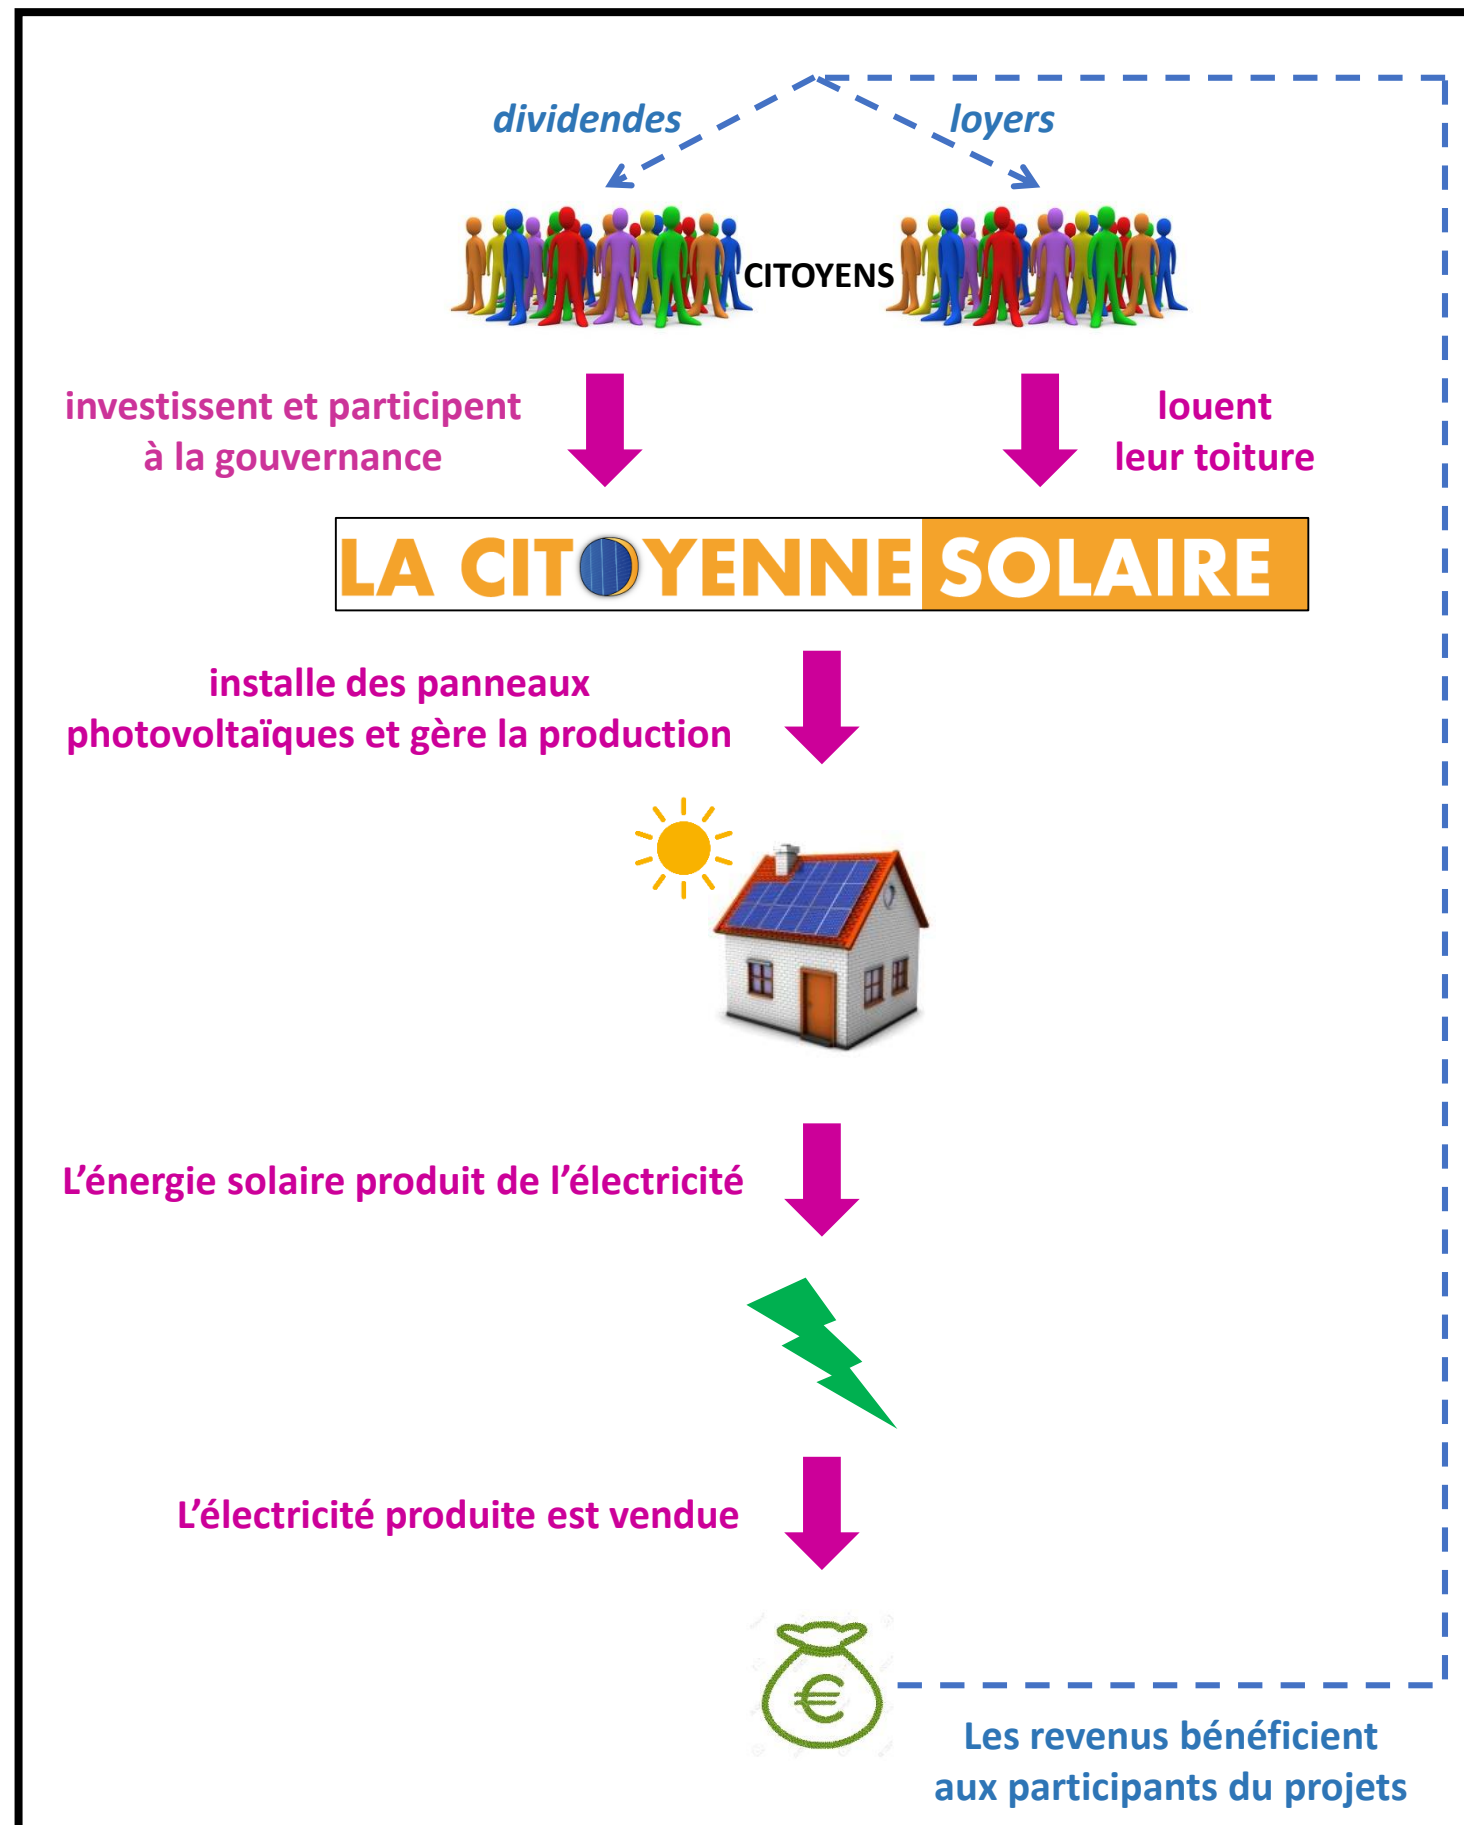 dividendes
loyers
CITOYENS
investissent et participent
à la gouvernance
louent
leur toiture
LA CITOYENNE SOLAIRE
installe des panneaux
photovoltaïques et gère la production
L’énergie solaire produit de l’électricité
L’électricité produite est vendue
€
Les revenus bénéficient
aux participants du projets